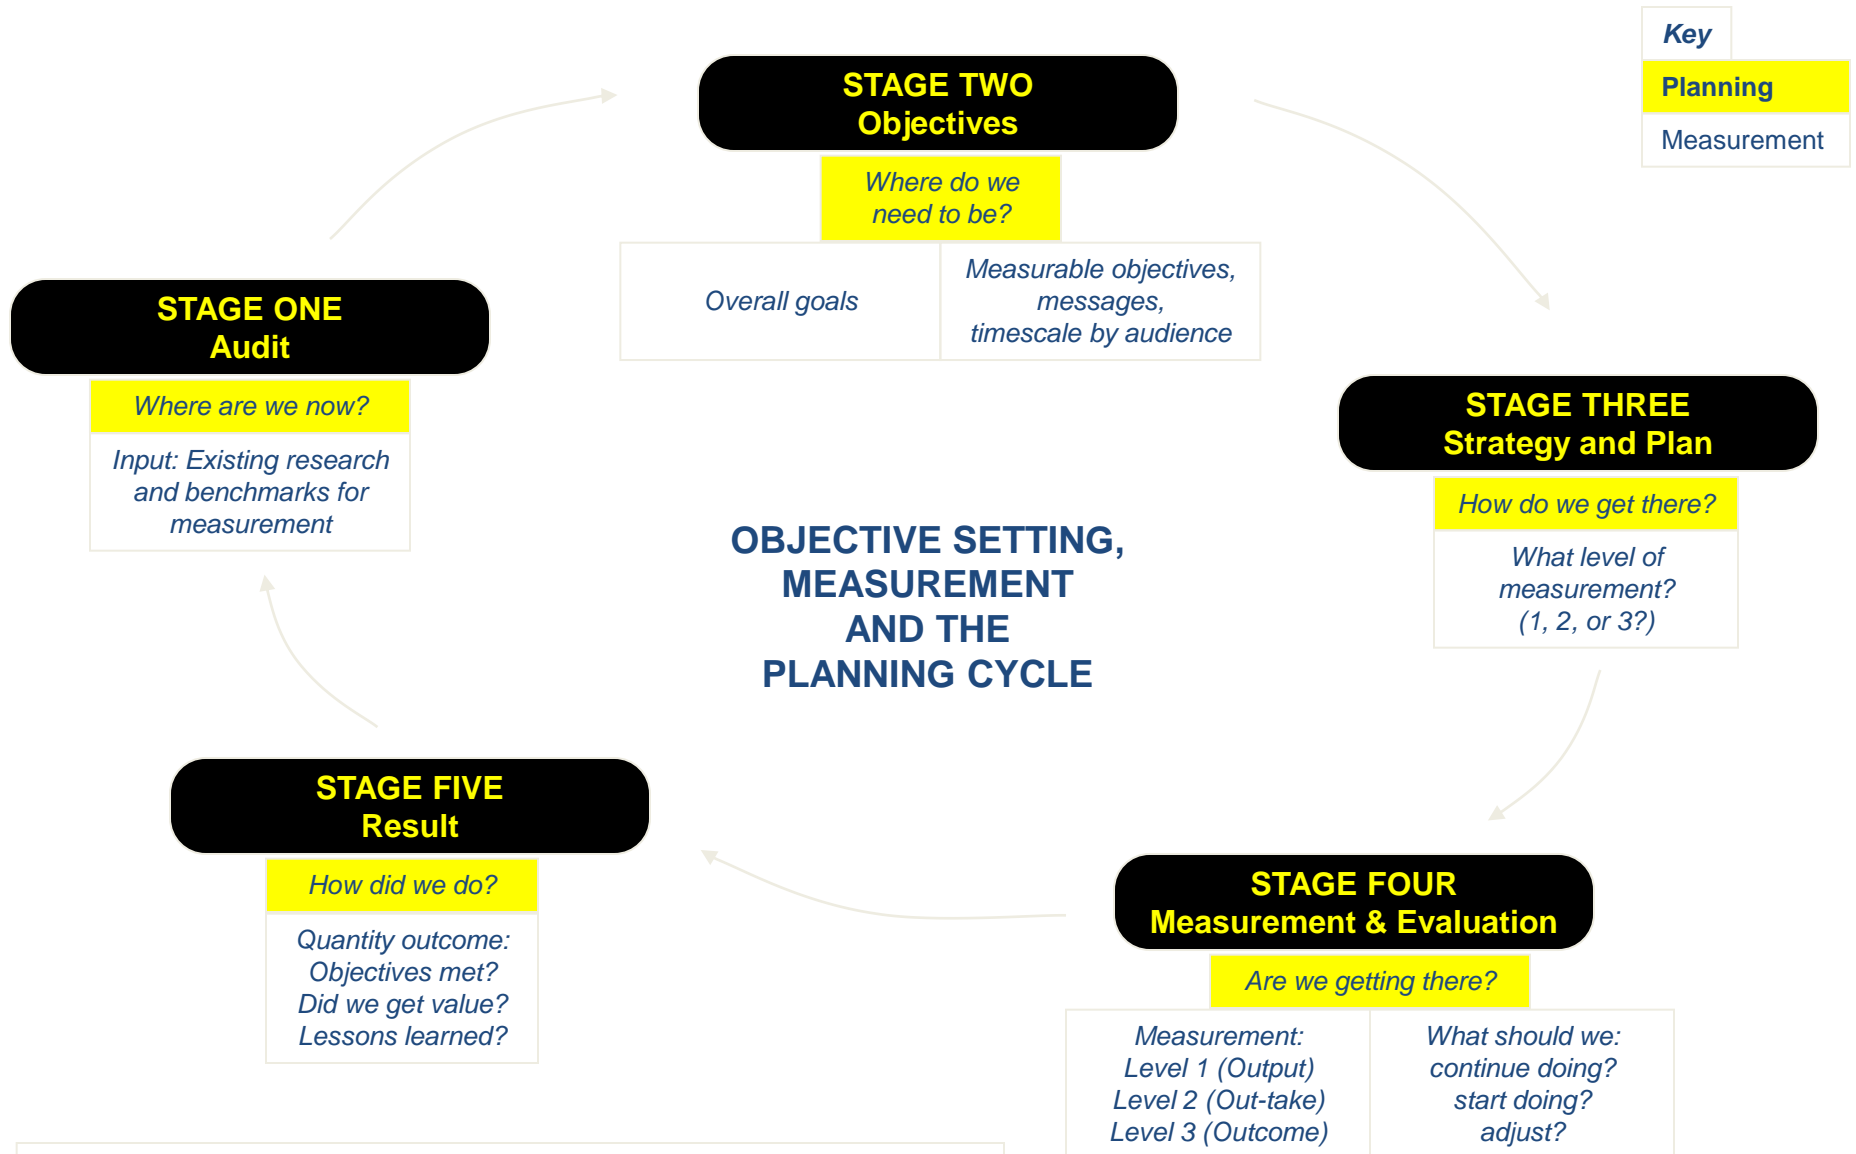 Key
Planning
Measurement
STAGE TWO
Objectives
Where do we
need to be?
Overall goals
Measurable objectives,
messages,
timescale by audience
STAGE ONE
Audit
Where are we now?
Input: Existing research
and benchmarks for
measurement
STAGE THREE
Strategy and Plan
How do we get there?
What level of
measurement?
(1, 2, or 3?)
OBJECTIVE SETTING,
MEASUREMENT
AND THE
PLANNING CYCLE
STAGE FIVE
Result
How did we do?
Quantity outcome:
Objectives met?
Did we get value?
Lessons learned?
STAGE FOUR
Measurement & Evaluation
Are we getting there?
Measurement:
Level 1 (Output)
Level 2 (Out-take)
Level 3 (Outcome)
What should we:
continue doing?
start doing?
adjust?